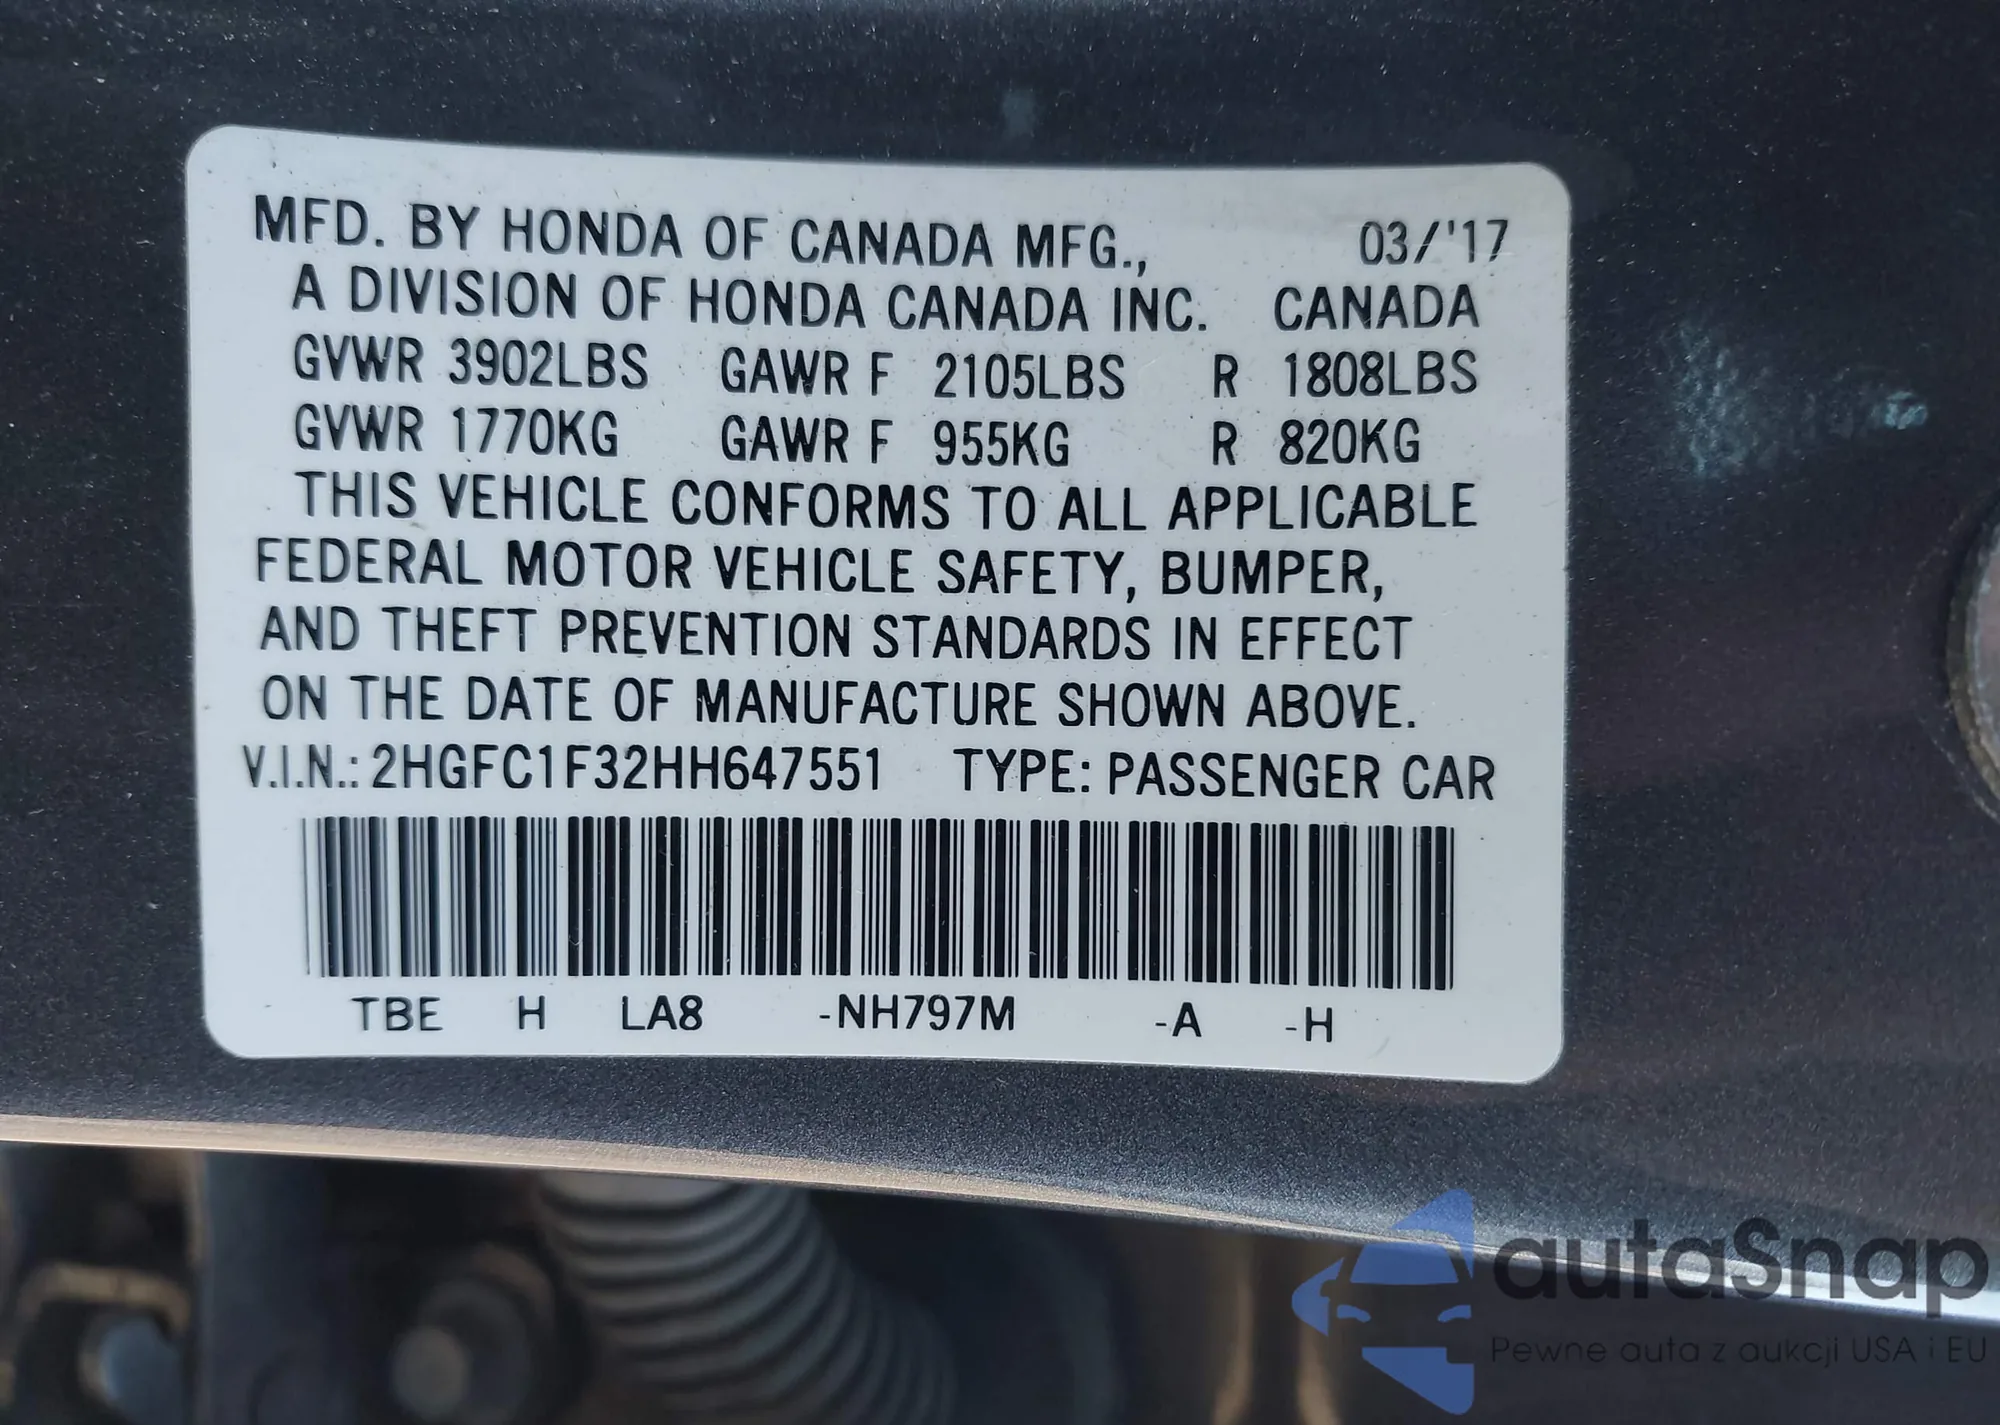 MFD. BY HONDA OF CANADA MFG., 03/'17
A DIVISION OF HONDA CANADA INC. CANADA
GVWR 3902LBS GAWR F 2105LBS R 1808LBS
GVWR 1770KG GAWR F 955KG R 820KG
THIS VEHICLE CONFORMS TO ALL APPLICABLE
FEDERAL MOTOR VEHICLE SAFETY, BUMPER,
AND THEFT PREVENTION STANDARDS IN EFFECT
ON THE DATE OF MANUFACTURE SHOWN ABOVE.
V.I.N.: 2HGFC1F32HH647551 TYPE: PASSENGER CAR
TBE H LA8 -NH797M -A -H
autaSnap
Pewne auta z aukcji USA i EU